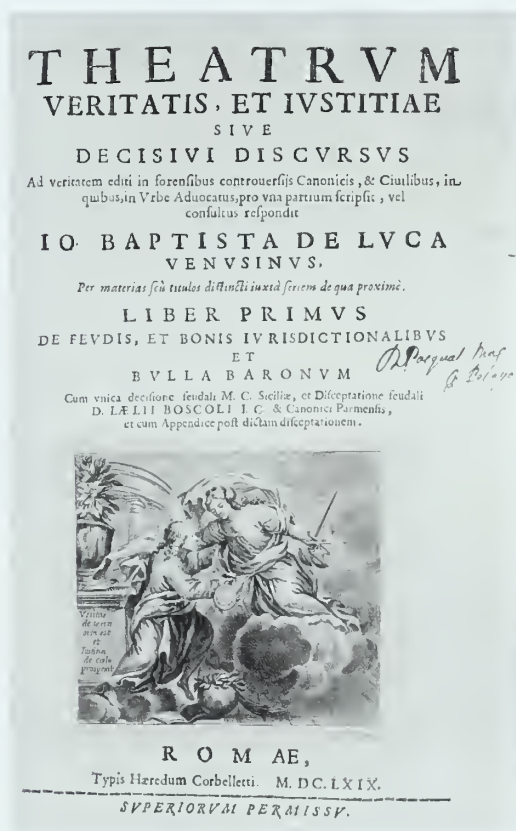 THEATRVM
VERITATIS, ET IVSTITIAE
SIVE
DECISIVI DISCVRSVS
Ad veritatem editi in forensibus controuersijs Canonicis, & Ciuilibus, in
quibus, in Vrbe Aduocatus, pro vna partium scripsit, vel
consultus respondit
IO. BAPTISTA DE LVCA
VENVSINVS,
Per materias seù titulos distincti iuxtà seriem de qua proximè.
LIBER PRIMVS
DE FEVDIS, ET BONIS IVRISDICTIONALIBVS
ET
BVLLA BARONVM
Cum vnica decisione feudali M. C. Siciliæ, et Disceptatione feudali
D. LÆLII BOSCOLI I. C. & Canonici Parmensis,
et cum Appendice post dictam disceptationem.
D. Pasqual
Veritas
de terra
orta est
et
Iustitia
de cœlo
prospexit
ROMAE,
Typis Hæredum Corbelletti. M. DC. LXIX.
SVPERIORVM PERMISSV.